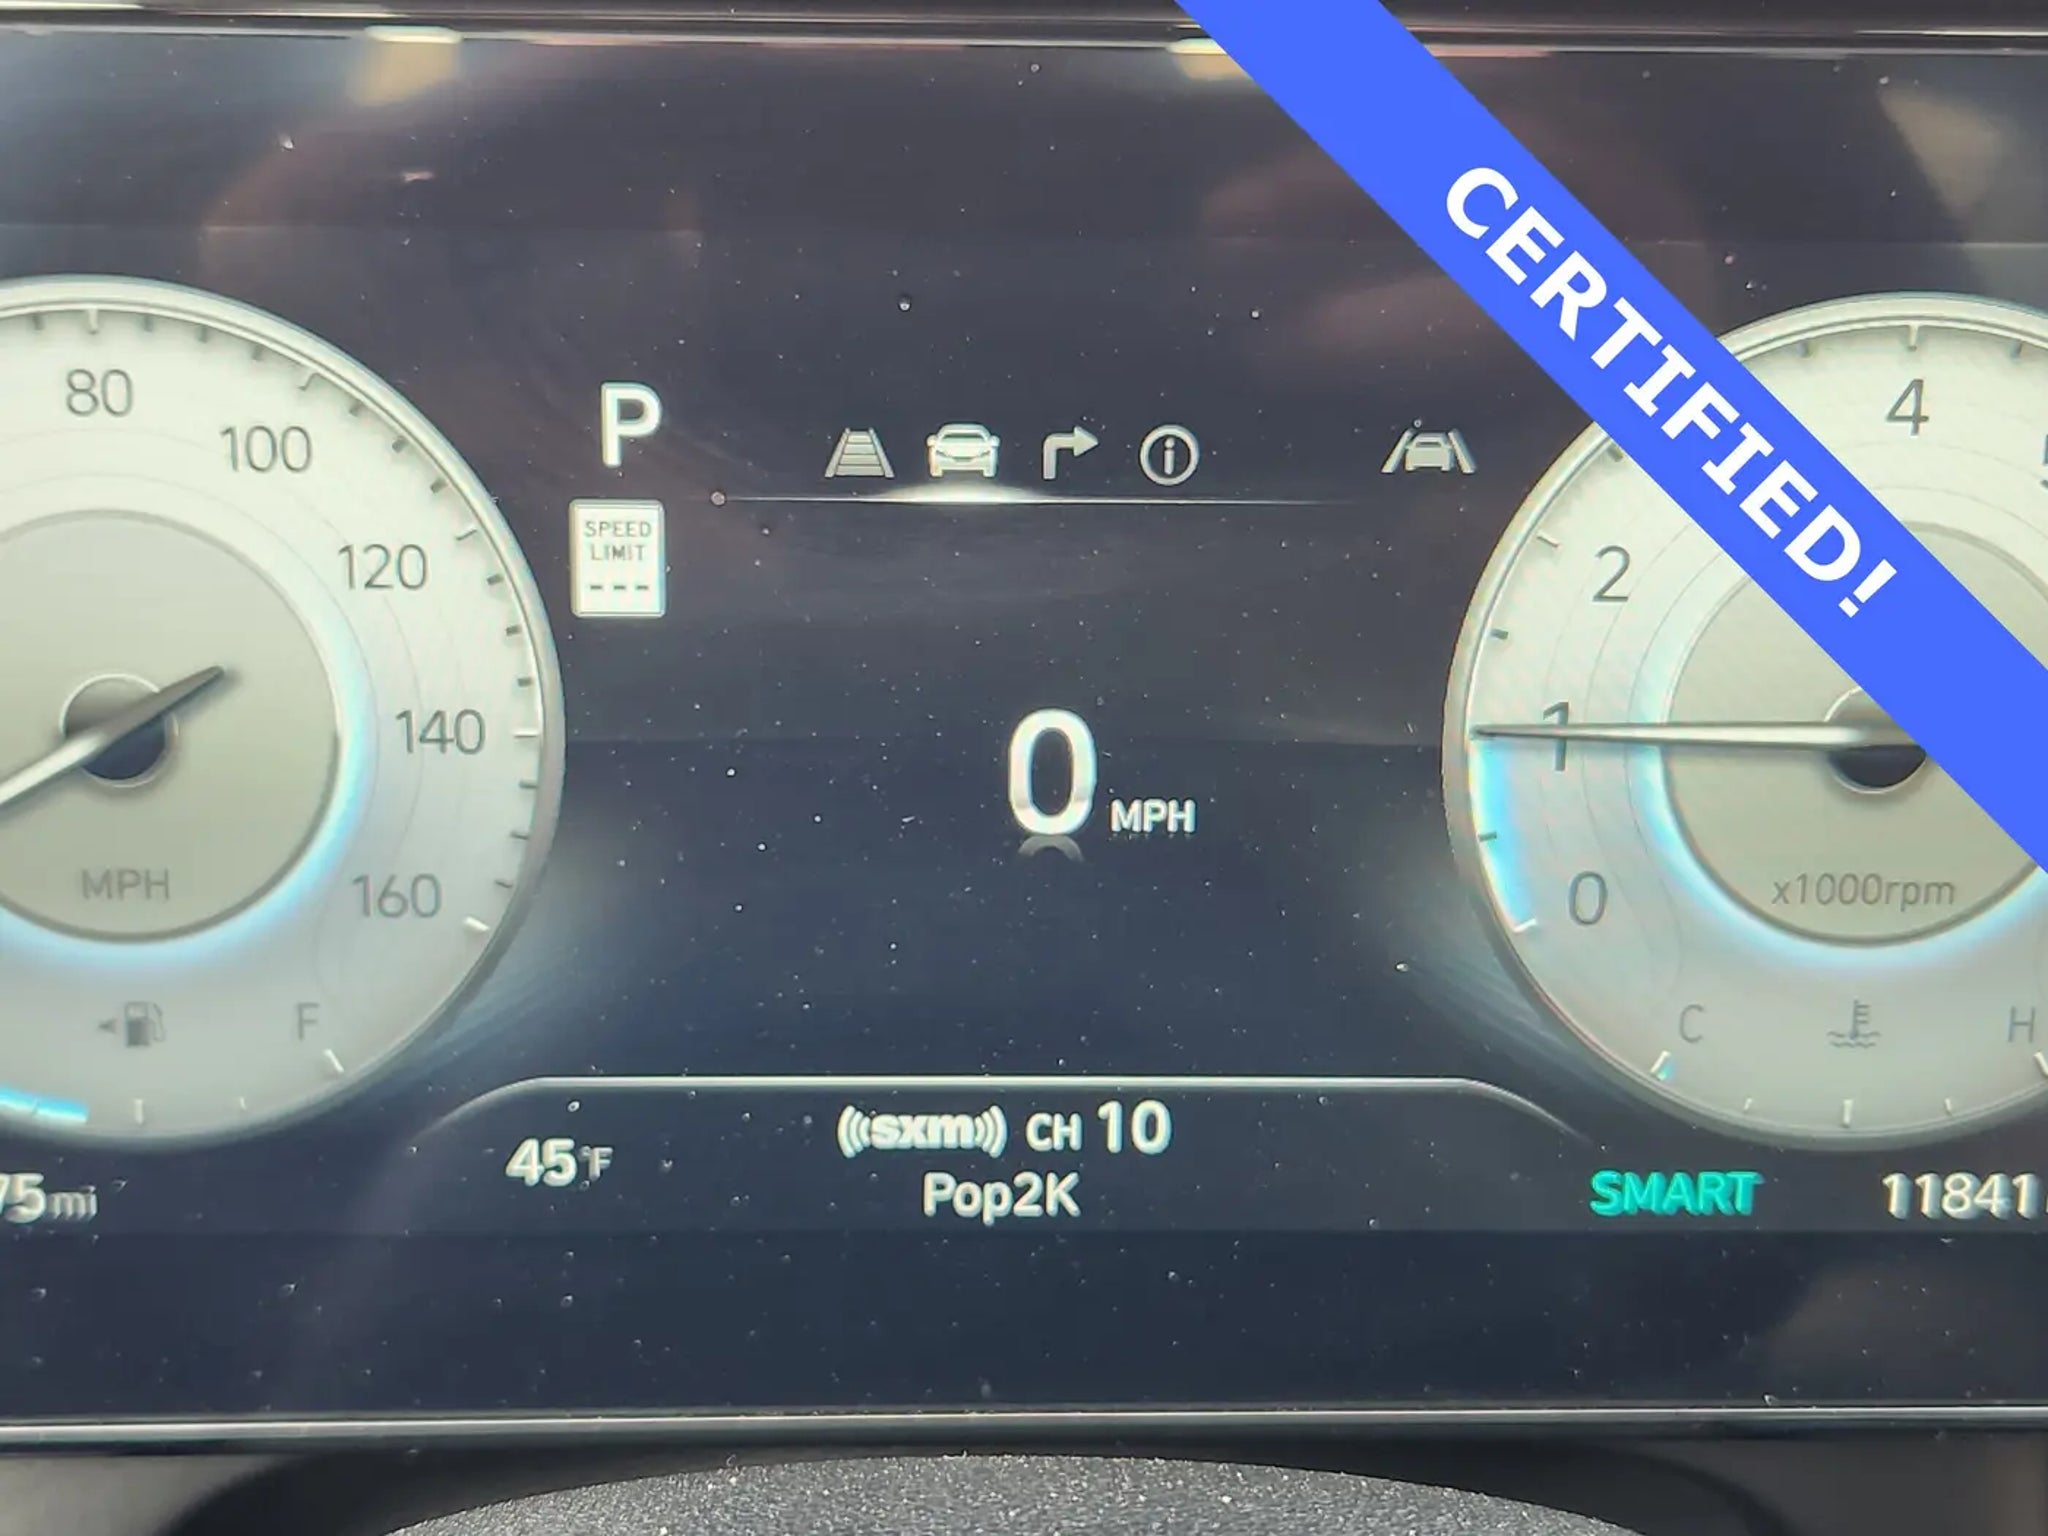 CERTIFIED!
80
100
120
140
160
MPH
F
P
SPEED
LIMIT
---
0 MPH
4
2
1
0
x1000rpm
C
H
75mi
45°F
sxm CH 10
Pop2K
SMART
11841